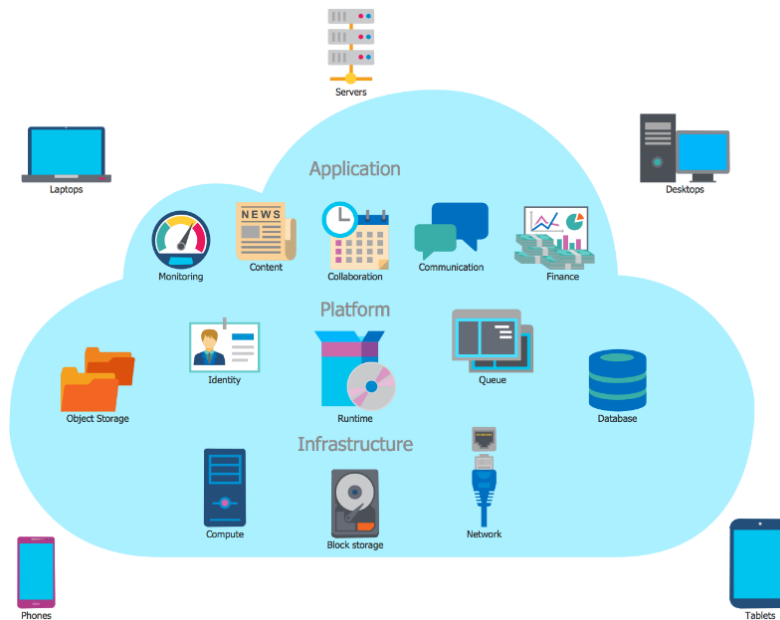 Servers
Laptops
Desktops
Application
NEWS
Monitoring
Content
Collaboration
Communication
Finance
Platform
Object Storage
Identity
Runtime
Queue
Database
Infrastructure
Compute
Block storage
Network
Phones
Tablets